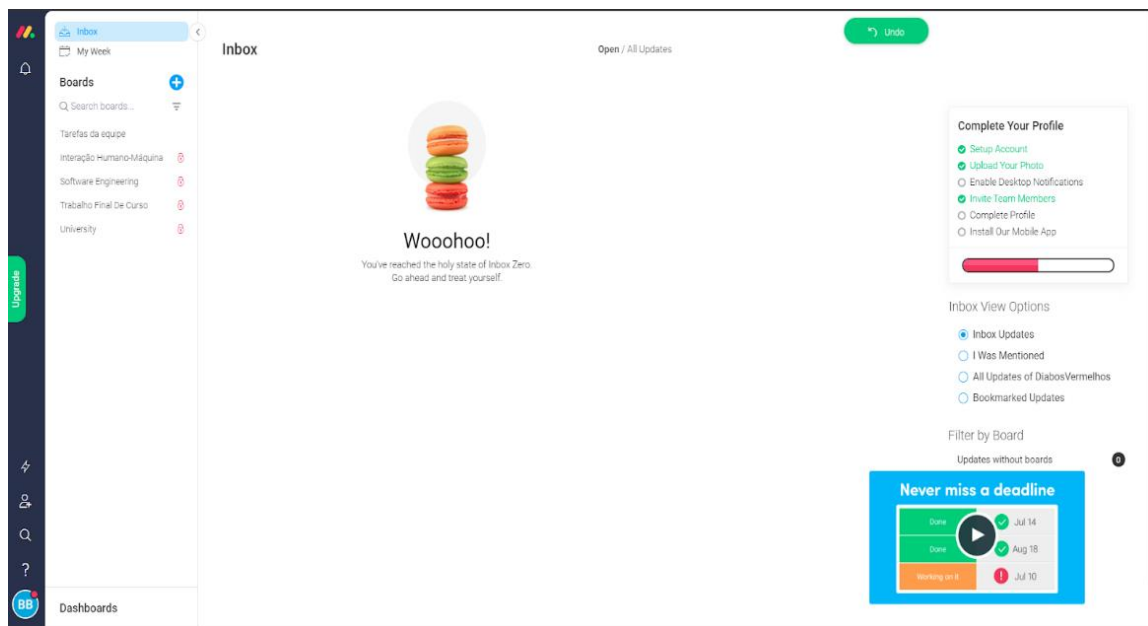 Inbox
My Week
Boards
Search boards...
Tarefas da equipe
Interação Humano-Máquina
Software Engineering
Trabalho Final De Curso
University
Dashboards
Upgrade
BB
Inbox
Open / All Updates
Undo
Wooohoo!
You've reached the holy state of Inbox Zero.
Go ahead and treat yourself.
Complete Your Profile
Setup Account
Upload Your Photo
Enable Desktop Notifications
Invite Team Members
Complete Profile
Install Our Mobile App
Inbox View Options
Inbox Updates
I Was Mentioned
All Updates of DiabosVermelhos
Bookmarked Updates
Filter by Board
Updates without boards 0
Never miss a deadline
Done Jul 14
Done Aug 18
Working on it Jul 10